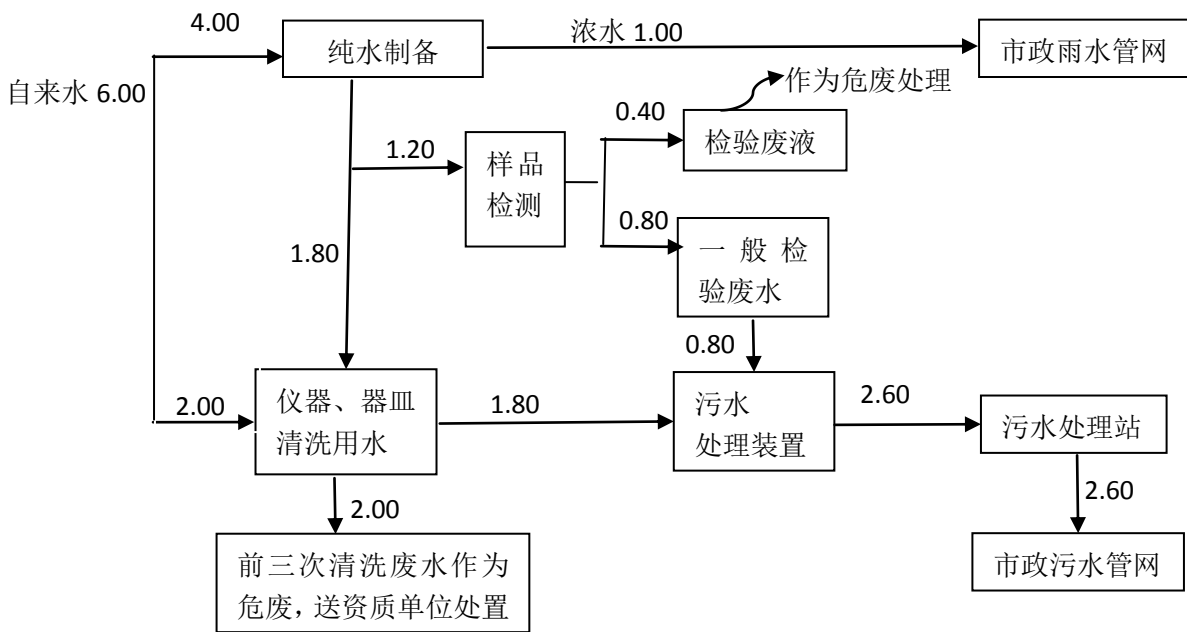 4.00
纯水制备
浓水 1.00
市政雨水管网
自来水 6.00
作为危废处理
0.40
检验废液
1.20
样品
检测
0.80
一般检
验废水
1.80
0.80
2.00
仪器、器皿
清洗用水
1.80
污水
处理装置
2.60
污水处理站
2.00
2.60
前三次清洗废水作为
危废，送资质单位处置
市政污水管网